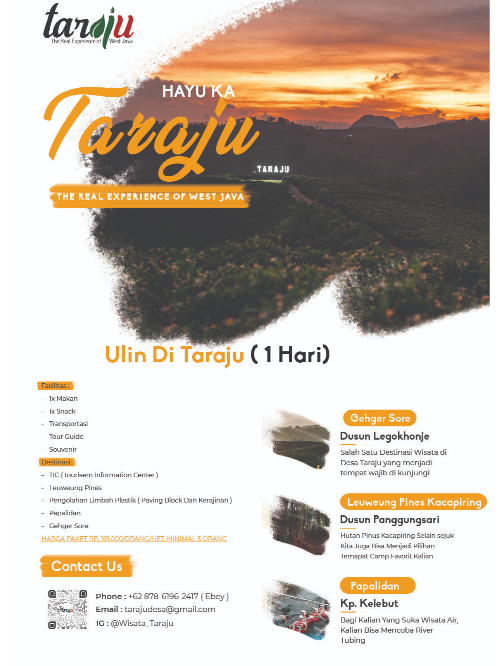 taraju
The Real Experience of West Java
HAYU KA
Taraju
TARAJU
THE REAL EXPERIENCE OF WEST JAVA
Ulin Di Taraju ( 1 Hari)
Fasilitas :
- 1x Makan
- 1x Snack
- Transportasi
- Tour Guide
- Souvenir
Destinasi:
- TIC ( tourisem Information Center )
- Leuweung Pines
- Pengolahan Limbah Plastik ( Paving Block Dan Kerajinan )
- Papalidan
- Gehger Sore
HARGA PAKET RP. 161.000/ORANG/NET, MINIMAL 5 ORANG
Contact Us
Phone : +62 878 6196 2417 ( Ebey )
Email : tarajudesa@gmail.com
IG : @Wisata_Taraju
Gehger Sore
Dusun Legokhonje
Salah Satu Destinasi Wisata di
Desa Taraju yang menjadi
tempat wajib di kunjungi
Leuweung Pines Kacapiring
Dusun Panggungsari
Hutan Pinus Kacapiring Selain sejuk
Kita Juga Bisa Menjadi Pilihan
Temapat Camp Favorit Kalian
Papalidan
Kp. Kelebut
Bagi Kalian Yang Suka Wisata Air,
Kalian Bisa Mencoba River
Tubing